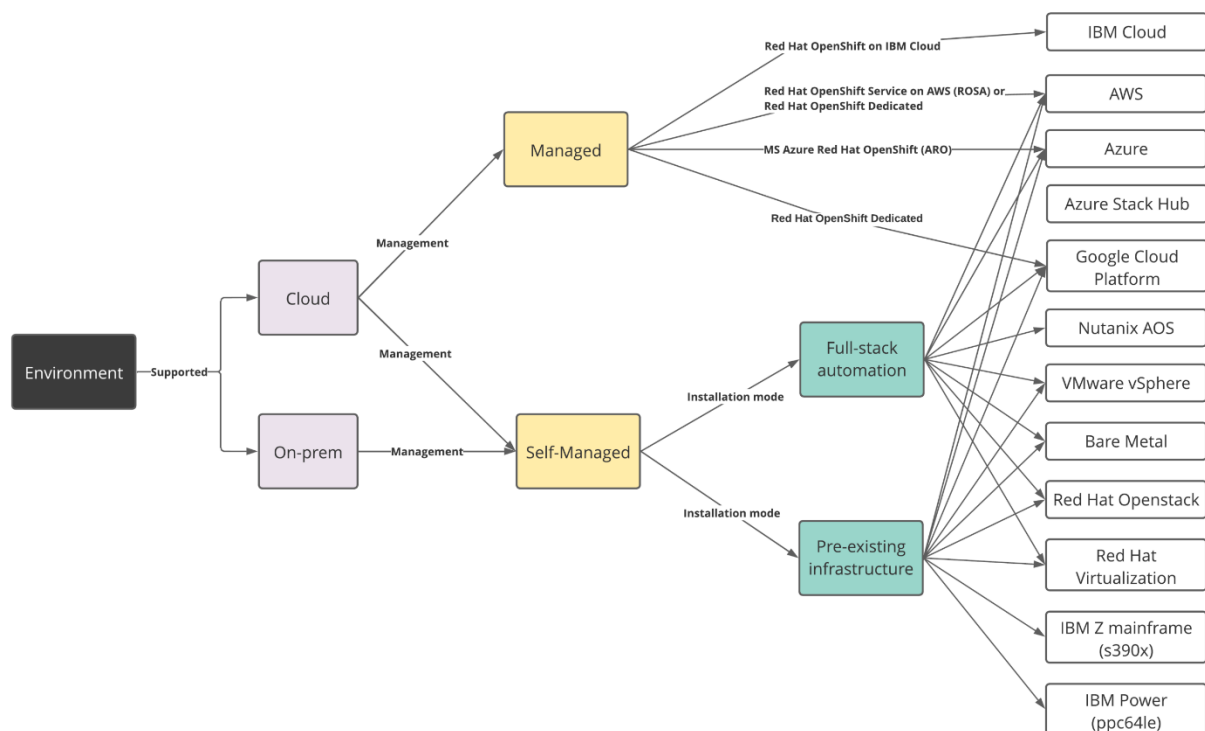 Environment
Supported
Cloud
On-prem
Management
Management
Management
Managed
Self-Managed
Red Hat OpenShift on IBM Cloud
Red Hat OpenShift Service on AWS (ROSA) or
Red Hat OpenShift Dedicated
MS Azure Red Hat OpenShift (ARO)
Red Hat OpenShift Dedicated
Installation mode
Installation mode
Full-stack
automation
Pre-existing
infrastructure
IBM Cloud
AWS
Azure
Azure Stack Hub
Google Cloud
Platform
Nutanix AOS
VMware vSphere
Bare Metal
Red Hat Openstack
Red Hat
Virtualization
IBM Z mainframe
(s390x)
IBM Power
(ppc64le)